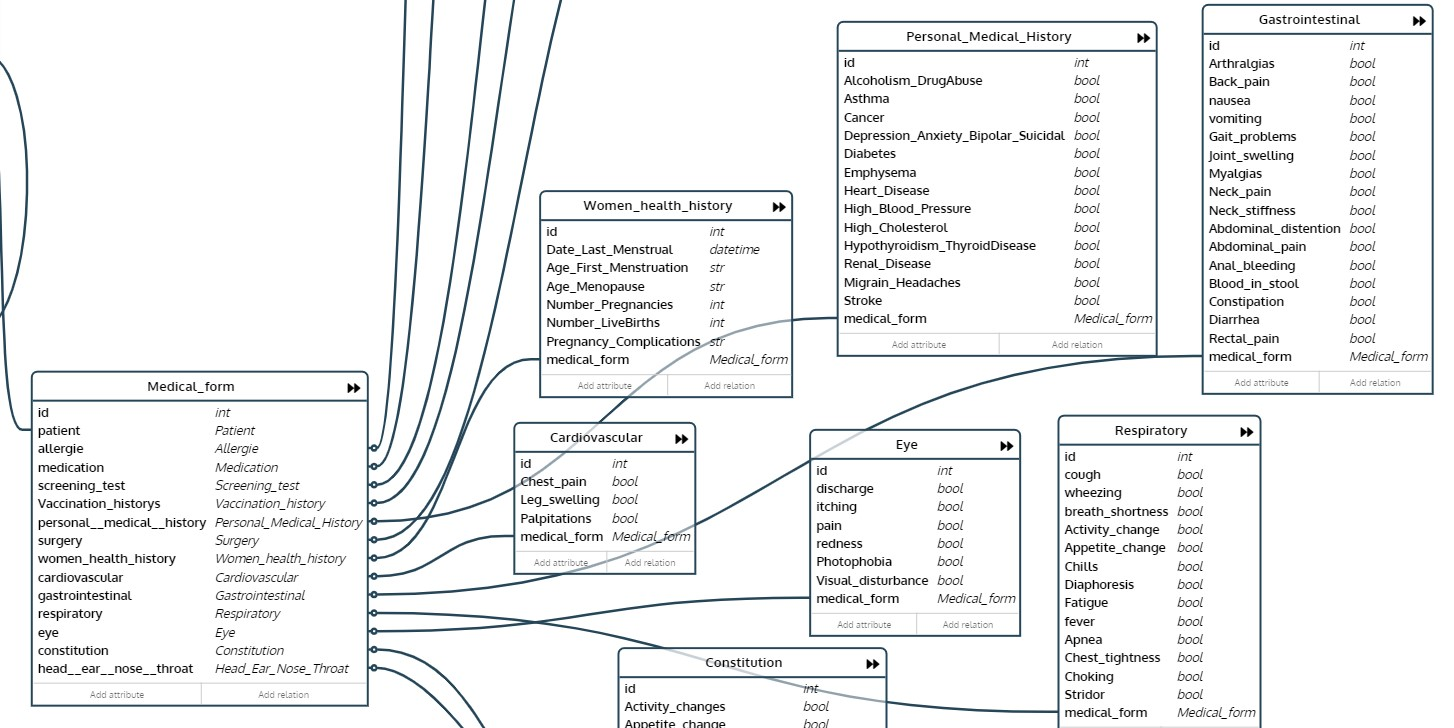 Personal_Medical_History
id int
Alcoholism_DrugAbuse bool
Asthma bool
Cancer bool
Depression_Anxiety_Bipolar_Suicidal bool
Diabetes bool
Emphysema bool
Heart_Disease bool
High_Blood_Pressure bool
High_Cholesterol bool
Hypothyroidism_ThyroidDisease bool
Renal_Disease bool
Migrain_Headaches bool
Stroke bool
medical_form Medical_form
Add attribute Add relation
Gastrointestinal
id int
Arthralgias bool
Back_pain bool
nausea bool
vomiting bool
Gait_problems bool
Joint_swelling bool
Myalgias bool
Neck_pain bool
Neck_stiffness bool
Abdominal_distention bool
Abdominal_pain bool
Anal_bleeding bool
Blood_in_stool bool
Constipation bool
Diarrhea bool
Rectal_pain bool
medical_form Medical_form
Add attribute Add relation
Women_health_history
id int
Date_Last_Menstrual datetime
Age_First_Menstruation str
Age_Menopause str
Number_Pregnancies int
Number_LiveBirths int
Pregnancy_Complications str
medical_form Medical_form
Add attribute Add relation
Medical_form
id int
patient Patient
allergie Allergie
medication Medication
screening_test Screening_test
Vaccination_historys Vaccination_history
personal__medical__history Personal_Medical_History
surgery Surgery
women_health_history Women_health_history
cardiovascular Cardiovascular
gastrointestinal Gastrointestinal
respiratory Respiratory
eye Eye
constitution Constitution
head__ear__nose__throat Head_Ear_Nose_Throat
Add attribute Add relation
Cardiovascular
id int
Chest_pain bool
Leg_swelling bool
Palpitations bool
medical_form Medical_form
Add attribute Add relation
Eye
id int
discharge bool
itching bool
pain bool
redness bool
Photophobia bool
Visual_disturbance bool
medical_form Medical_form
Add attribute Add relation
Respiratory
id int
cough bool
wheezing bool
breath_shortness bool
Activity_change bool
Appetite_change bool
Chills bool
Diaphoresis bool
Fatigue bool
fever bool
Apnea bool
Chest_tightness bool
Choking bool
Stridor bool
medical_form Medical_form
Constitution
id int
Activity_changes bool
Appetite_change bool